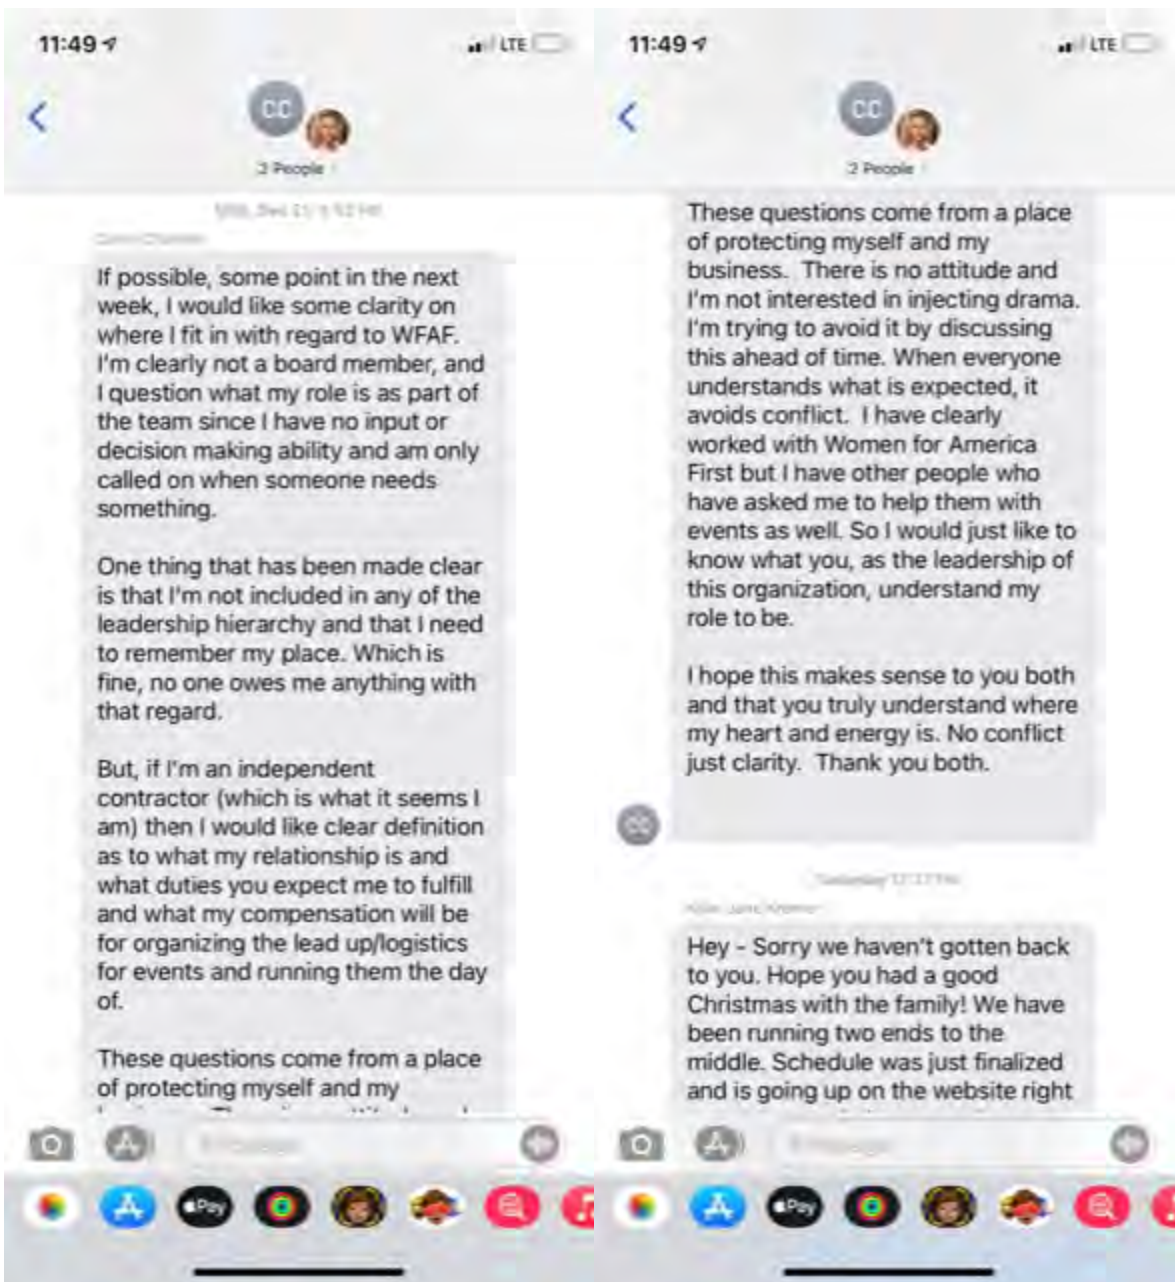 11:49
LTE
CC
2 People
If possible, some point in the next
week, I would like some clarity on
where I fit in with regard to WFAF.
I'm clearly not a board member, and
I question what my role is as part of
the team since I have no input or
decision making ability and am only
called on when someone needs
something.
One thing that has been made clear
is that I'm not included in any of the
leadership hierarchy and that I need
to remember my place. Which is
fine, no one owes me anything with
that regard.
But, if I'm an independent
contractor (which is what it seems I
am) then I would like clear definition
as to what my relationship is and
what duties you expect me to fulfill
and what my compensation will be
for organizing the lead up/logistics
for events and running them the day
of.
These questions come from a place
of protecting myself and my
Pay
11:49
LTE
CC
2 People
These questions come from a place
of protecting myself and my
business.  There is no attitude and
I'm not interested in injecting drama.
I'm trying to avoid it by discussing
this ahead of time. When everyone
understands what is expected, it
avoids conflict.  I have clearly
worked with Women for America
First but I have other people who
have asked me to help them with
events as well. So I would just like to
know what you, as the leadership of
this organization, understand my
role to be.
I hope this makes sense to you both
and that you truly understand where
my heart and energy is. No conflict
just clarity.  Thank you both.
CC
Hey - Sorry we haven't gotten back
to you. Hope you had a good
Christmas with the family! We have
been running two ends to the
middle. Schedule was just finalized
and is going up on the website right
Pay